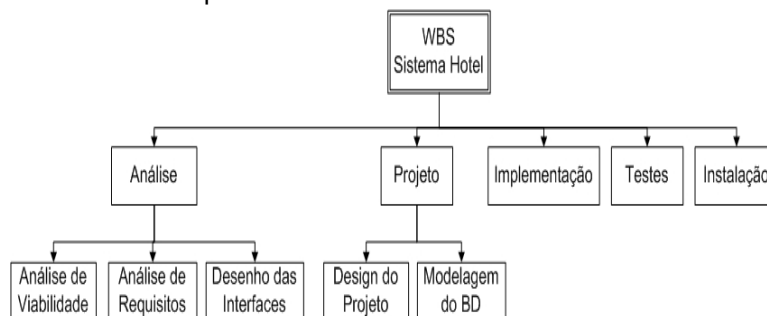 WBS
Sistema Hotel
Análise
Projeto
Implementação
Testes
Instalação
Análise de
Viabilidade
Análise de
Requisitos
Desenho das
Interfaces
Design do
Projeto
Modelagem
do BD